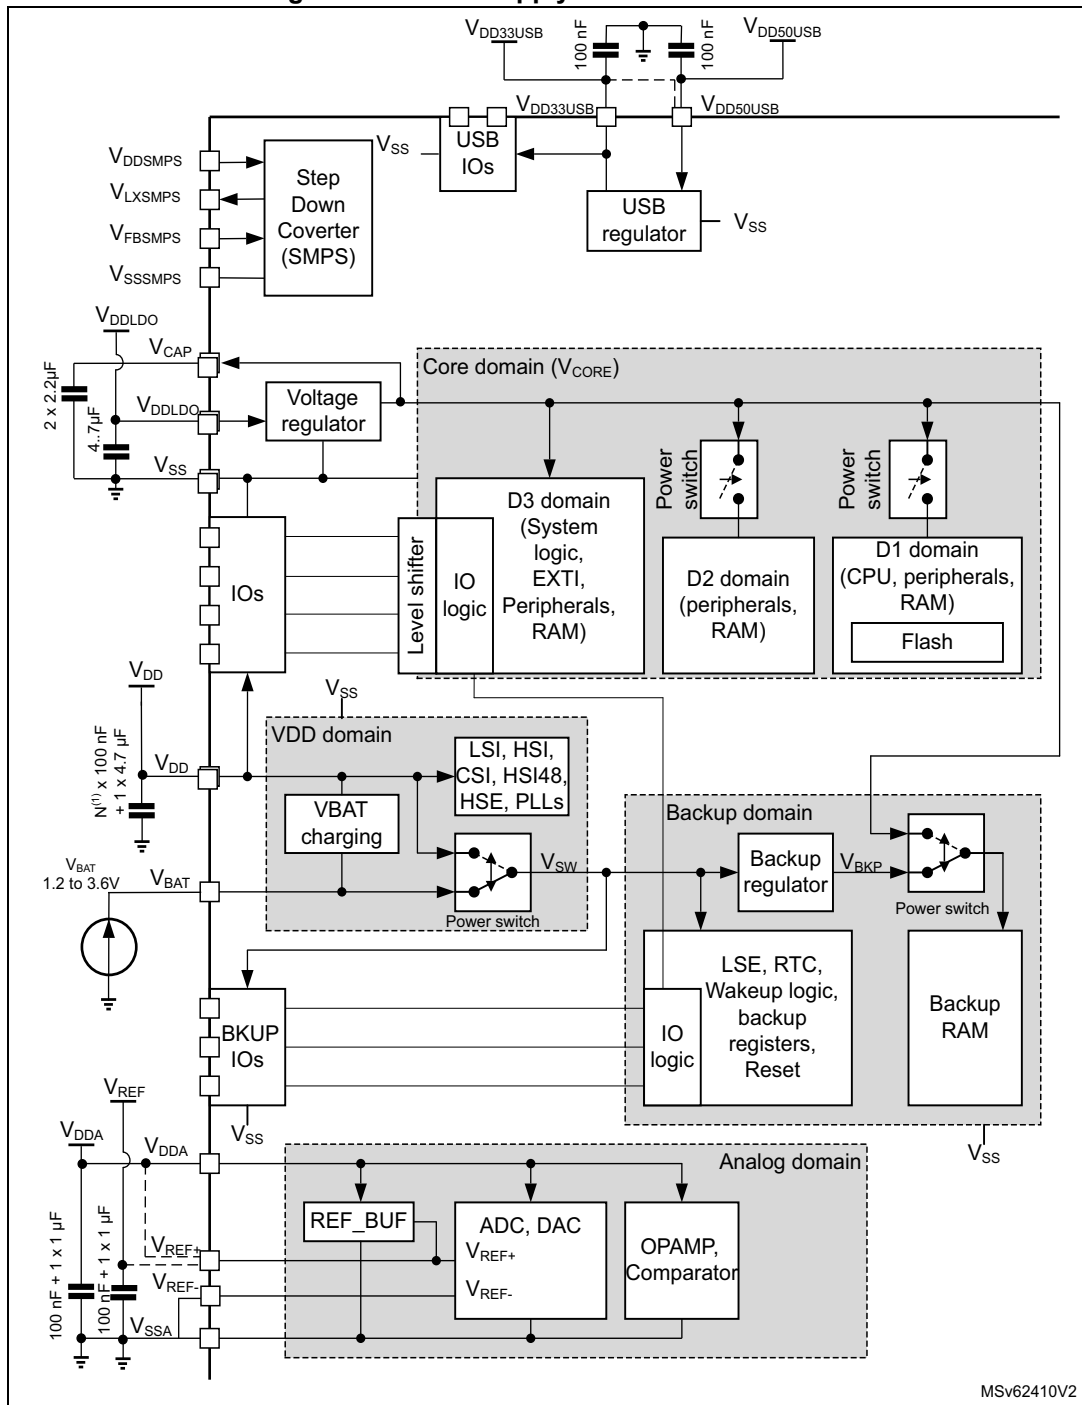 VDD33USB
100 nF
100 nF
VDD50USB
VDD33USB
VDD50USB
VSS
USB
IOs
USB
regulator
VSS
VDDSMPS
VLXSMPS
VFBSMPS
VSSSMPS
Step
Down
Coverter
(SMPS)
VDDLDO
VCAP
2 x 2.2µF
VDDLDO
4..7µF
VSS
Voltage
regulator
Core domain (VCORE)
Power
switch
Power
switch
D3 domain
(System
logic,
EXTI,
Peripherals,
RAM)
D2 domain
(peripherals,
RAM)
D1 domain
(CPU, peripherals,
RAM)
Flash
IOs
Level shifter
IO
logic
VDD
VSS
VDD domain
VDD
N(1) x 100 nF
+ 1 x 4.7 µF
LSI, HSI,
CSI, HSI48,
HSE, PLLs
VBAT
charging
VBAT
1.2 to 3.6V
VBAT
VSW
Power switch
Backup domain
Backup
regulator
VBKP
Power switch
LSE, RTC,
Wakeup logic,
backup
registers,
Reset
IO
logic
Backup
RAM
BKUP
IOs
VSS
VSS
VREF
VDDA
VDDA
Analog domain
REF_BUF
ADC, DAC
VREF+
VREF-
OPAMP,
Comparator
100 nF + 1 x 1 µF
100 nF + 1 x 1 µF
VREF+
VREF-
VSSA
MSv62410V2